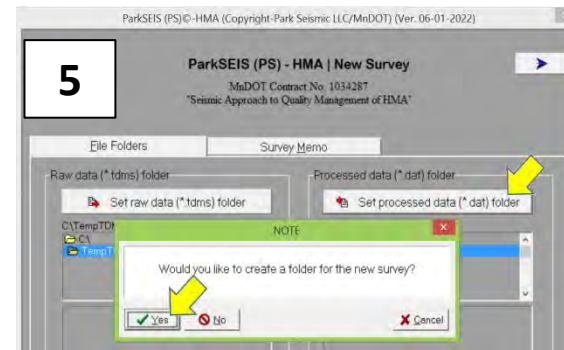 ParkSEIS (PS)©-HMA (Copyright-Park Seismic LLC/MnDOT) (Ver. 06-01-2022)
5
ParkSEIS (PS) - HMA | New Survey
MnDOT Contract No. 1034287
"Seismic Approach to Quality Management of HMA"
File Folders
Survey Memo
Raw data (*.tdms) folder
Processed data (*.dat) folder
Set raw data (*.tdms) folder
Set processed data (*.dat) folder
C:\TempTDM
C:\
TempT
NOTE
Would you like to create a folder for the new survey?
Yes
No
Cancel